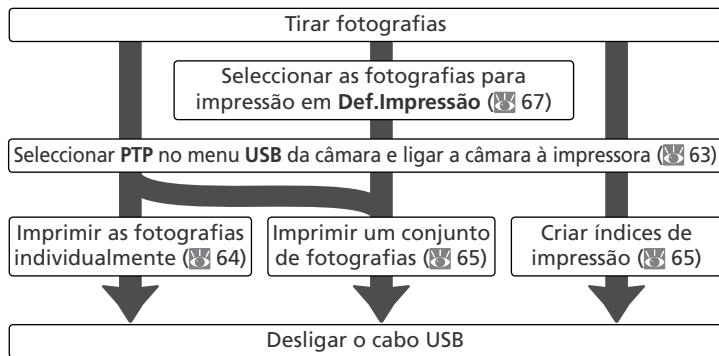 Tirar fotografias
Seleccionar as fotografias para
impressão em Def.Impressão ( 67)
Seleccionar PTP no menu USB da câmara e ligar a câmara à impressora ( 63)
Imprimir as fotografias
individualmente ( 64)
Imprimir um conjunto
de fotografias ( 65)
Criar índices de
impressão ( 65)
Desligar o cabo USB